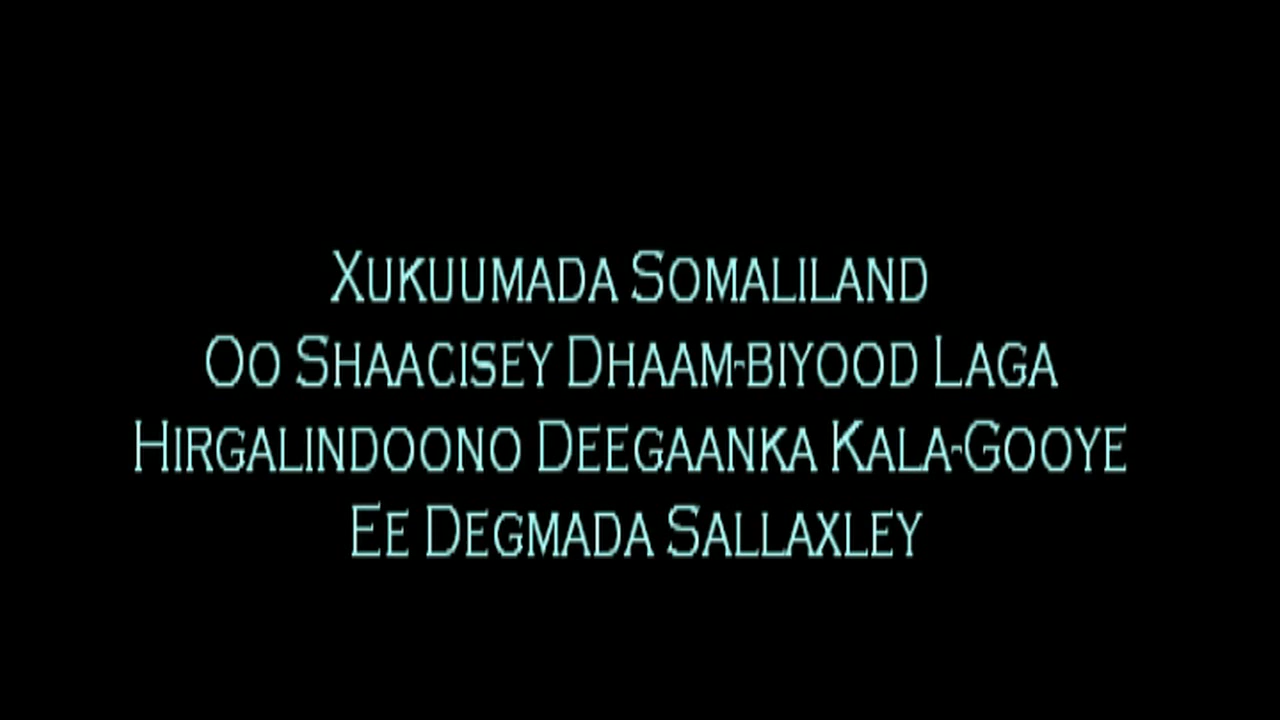 Xukuumada Somaliland
Oo Shaacisey Dhaam-biyood Laga
Hirgalindoono Deegaanka Kala-Gooye
Ee Degmada Sallaxley